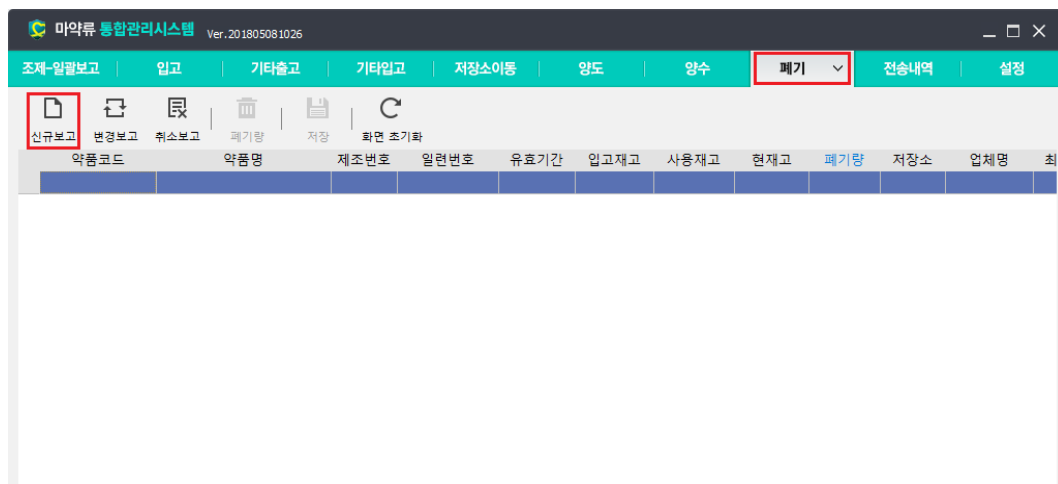 마약류 통합관리시스템 Ver.201805081026
조제-일괄보고 입고 기타출고 기타입고 저장소이동 양도 양수 폐기 전송내역 설정
신규보고 변경보고 취소보고 폐기량 저장 화면 초기화
약품코드 약품명 제조번호 일련번호 유효기간 입고재고 사용재고 현재고 폐기량 저장소 업체명 최